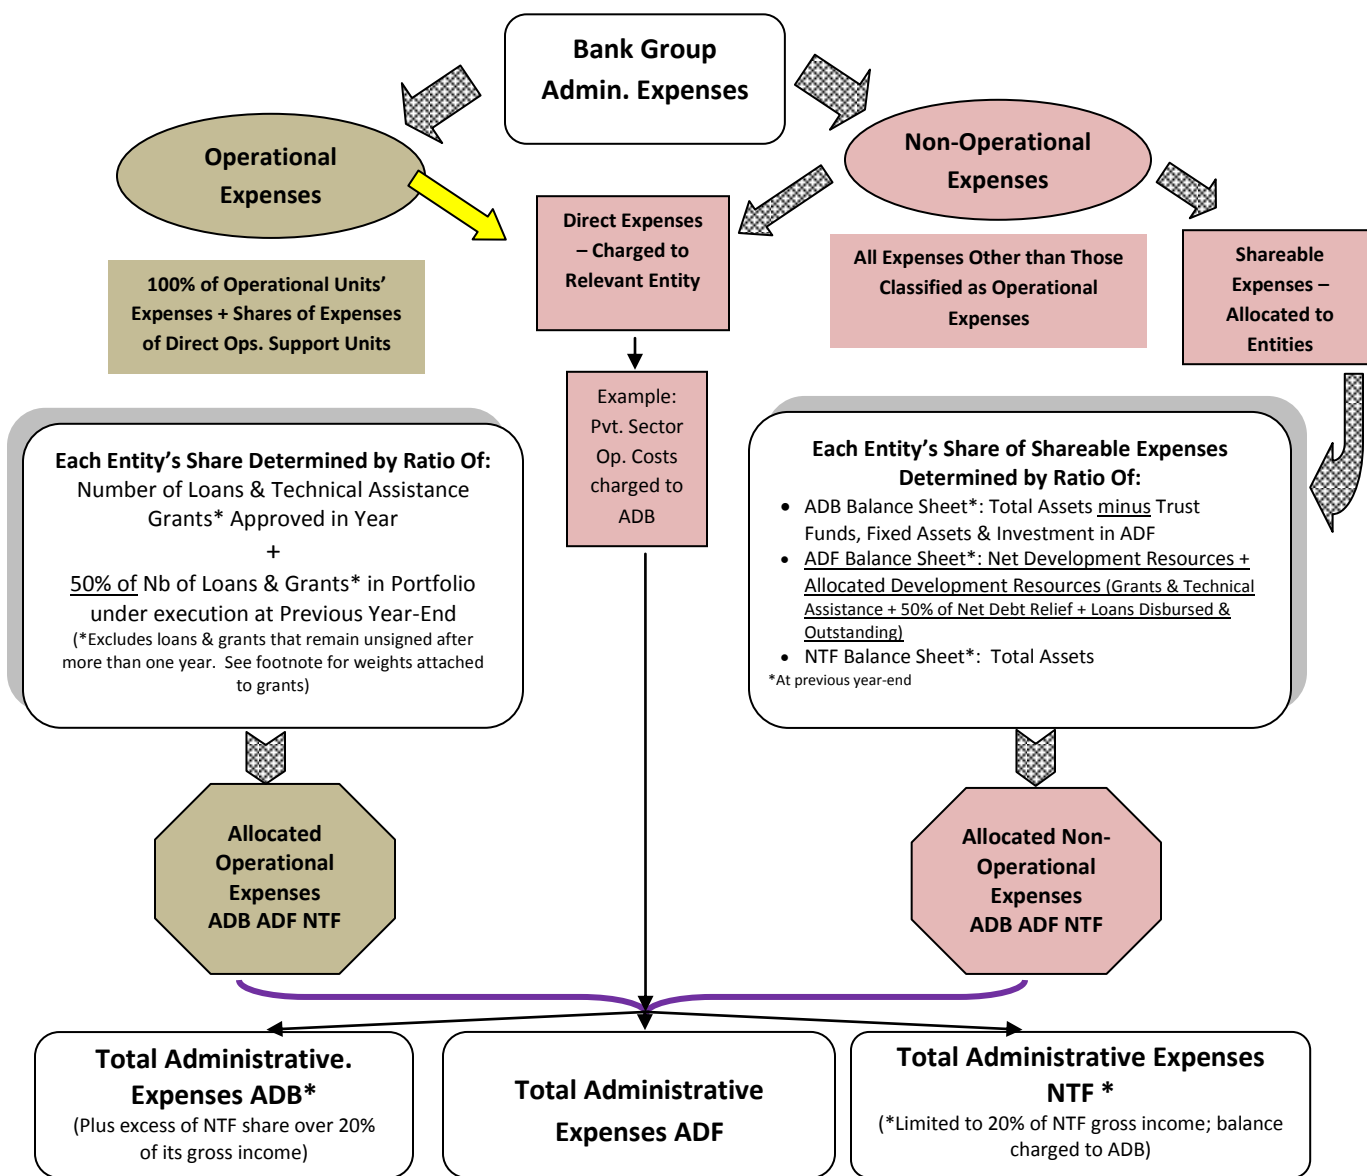 Bank Group
Admin. Expenses
Operational
Expenses
Non-Operational
Expenses
Direct Expenses
– Charged to
Relevant Entity
100% of Operational Units’
Expenses + Shares of Expenses
of Direct Ops. Support Units
All Expenses Other than Those
Classified as Operational
Expenses
Shareable
Expenses –
Allocated to
Entities
Example:
Pvt. Sector
Op. Costs
charged to
ADB
Each Entity’s Share Determined by Ratio Of:
Number of Loans & Technical Assistance
Grants* Approved in Year
+
50% of Nb of Loans & Grants* in Portfolio
under execution at Previous Year-End
(*Excludes loans & grants that remain unsigned after
more than one year. See footnote for weights attached
to grants)
Each Entity’s Share of Shareable Expenses
Determined by Ratio Of:
• ADB Balance Sheet*: Total Assets minus Trust
Funds, Fixed Assets & Investment in ADF
• ADF Balance Sheet*: Net Development Resources +
Allocated Development Resources (Grants & Technical
Assistance + 50% of Net Debt Relief + Loans Disbursed &
Outstanding)
• NTF Balance Sheet*: Total Assets
*At previous year-end
Allocated
Operational
Expenses
ADB ADF NTF
Allocated Non-
Operational
Expenses
ADB ADF NTF
Total Administrative.
Expenses ADB*
(Plus excess of NTF share over 20%
of its gross income)
Total Administrative
Expenses ADF
Total Administrative Expenses
NTF *
(*Limited to 20% of NTF gross income; balance
charged to ADB)